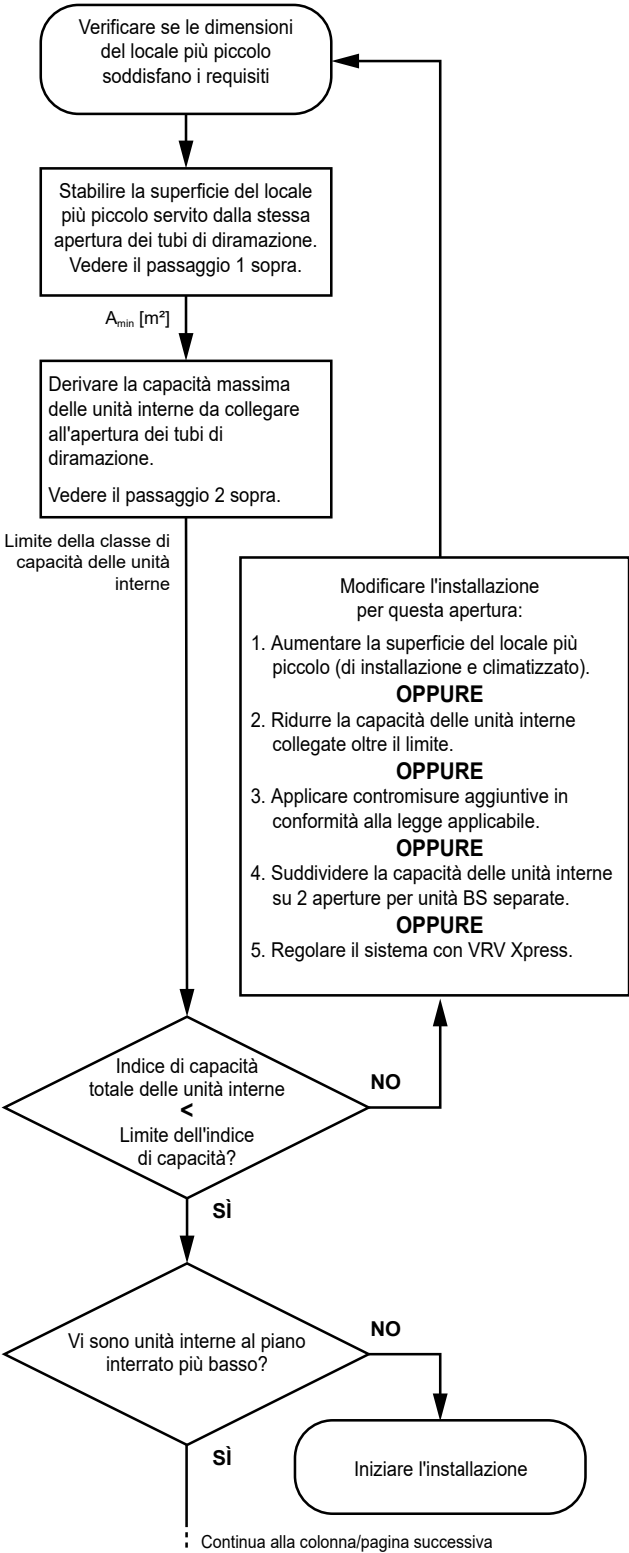 Verificare se le dimensioni
del locale più piccolo
soddisfano i requisiti
Stabilire la superficie del locale
più piccolo servito dalla stessa
apertura dei tubi di diramazione.
Vedere il passaggio 1 sopra.
Amin [m²]
Derivare la capacità massima
delle unità interne da collegare
all'apertura dei tubi di
diramazione.
Vedere il passaggio 2 sopra.
Limite della classe di
capacità delle unità
interne
Modificare l'installazione
per questa apertura:
1. Aumentare la superficie del locale più
piccolo (di installazione e climatizzato).
OPPURE
2. Ridurre la capacità delle unità interne
collegate oltre il limite.
OPPURE
3. Applicare contromisure aggiuntive in
conformità alla legge applicabile.
OPPURE
4. Suddividere la capacità delle unità interne
su 2 aperture per unità BS separate.
OPPURE
5. Regolare il sistema con VRV Xpress.
Indice di capacità
totale delle unità interne
<
Limite dell'indice
di capacità?
NO
SÌ
Vi sono unità interne al piano
interrato più basso?
NO
SÌ
Iniziare l'installazione
Continua alla colonna/pagina successiva